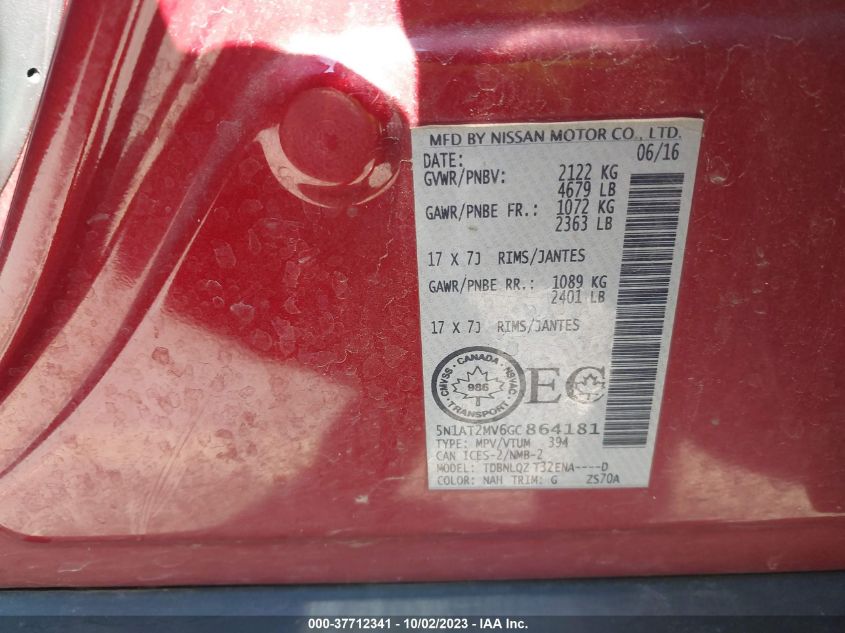 MFD BY NISSAN MOTOR CO., LTD.
DATE: 06/16
GVWR/PNBV: 2122 KG
4679 LB
GAWR/PNBE FR.: 1072 KG
2363 LB
17 X 7J RIMS/JANTES
GAWR/PNBE RR.: 1089 KG
2401 LB
17 X 7J RIMS/JANTES
CMVSS - CANADA - NSVAC
986
TRANSPORT
EC
5N1AT2MV6GC864181
TYPE: MPV/VTUM 394
CAN ICES-2/NMB-2
MODEL: TDBNLQZ T32ENA----D
COLOR: NAH TRIM: G ZS70A
000-37712341 - 10/02/2023 - IAA Inc.